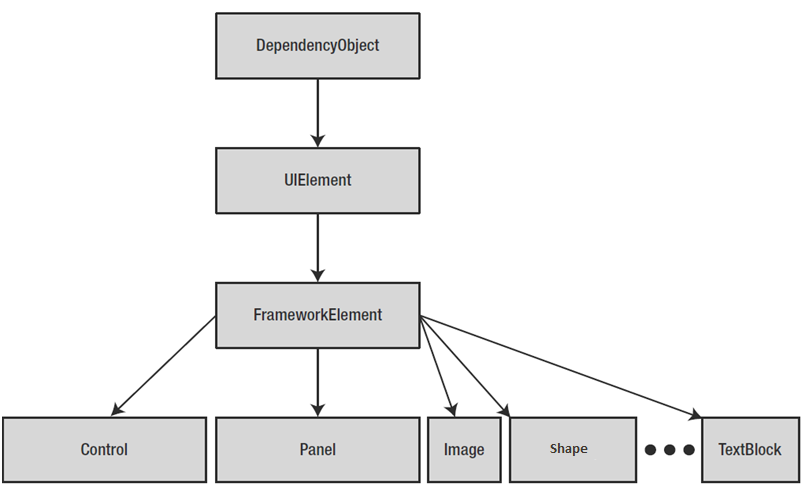 DependencyObject
UIElement
FrameworkElement
Control
Panel
Image
Shape
TextBlock